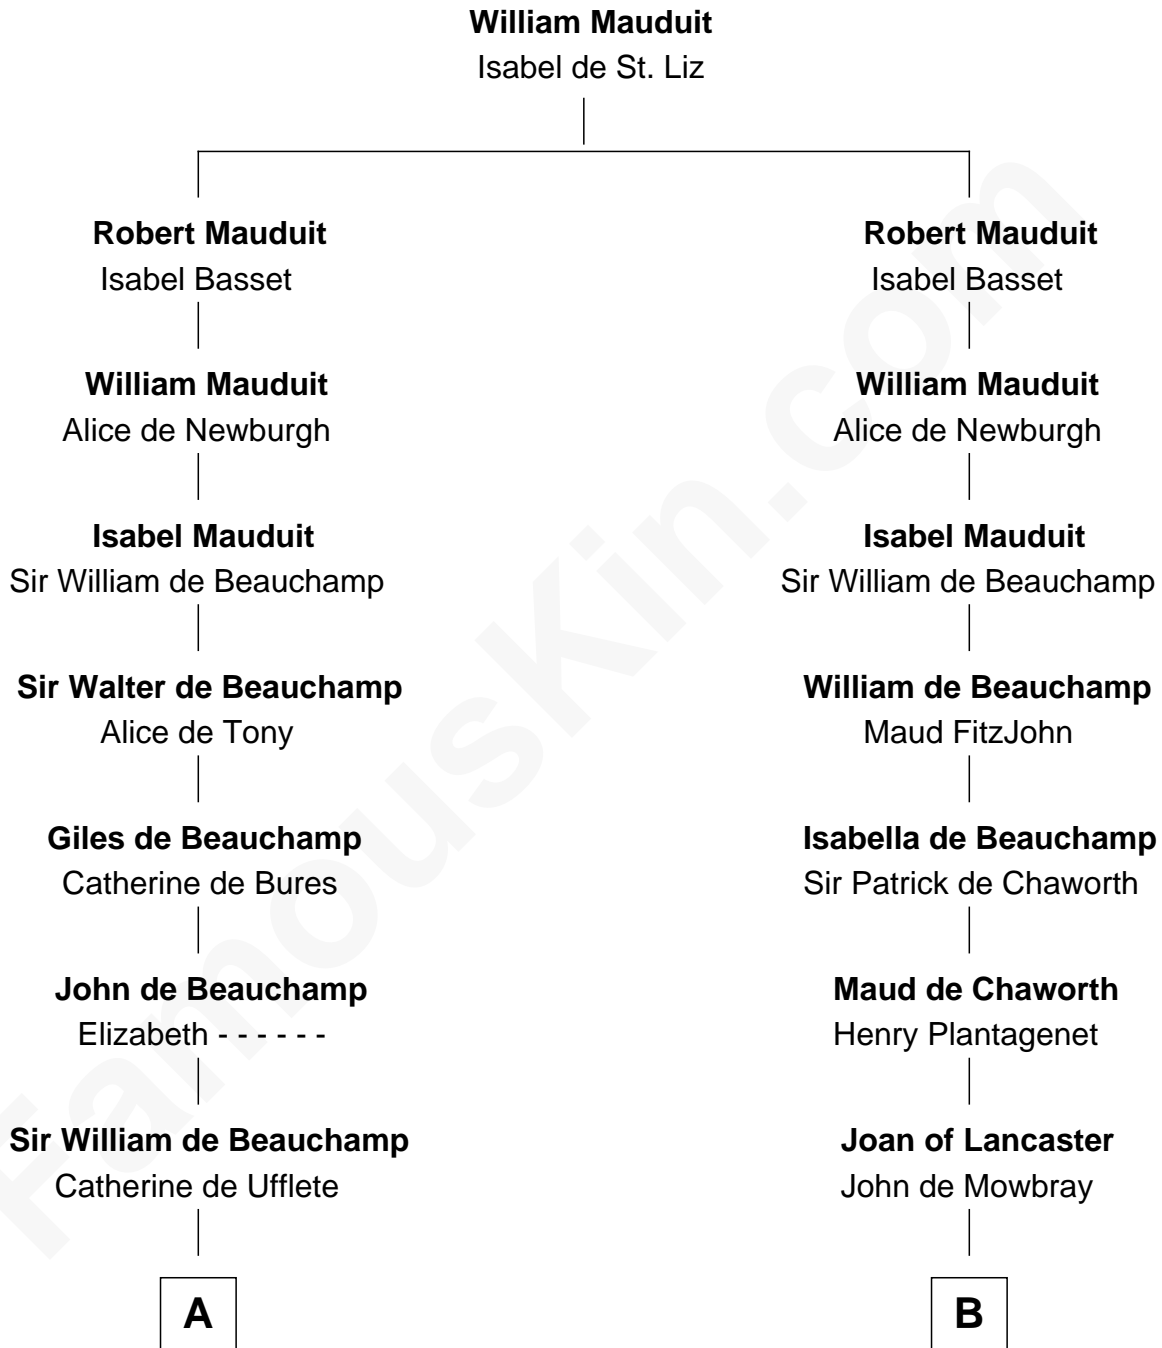 William Mauduit
Isabel de St. Liz
Robert Mauduit
Isabel Basset
William Mauduit
Alice de Newburgh
Isabel Mauduit
Sir William de Beauchamp
Sir Walter de Beauchamp
Alice de Tony
Giles de Beauchamp
Catherine de Bures
John de Beauchamp
Elizabeth - - - - - -
Sir William de Beauchamp
Catherine de Ufflete
A
Robert Mauduit
Isabel Basset
William Mauduit
Alice de Newburgh
Isabel Mauduit
Sir William de Beauchamp
William de Beauchamp
Maud FitzJohn
Isabella de Beauchamp
Sir Patrick de Chaworth
Maud de Chaworth
Henry Plantagenet
Joan of Lancaster
John de Mowbray
B
FamousKin.com